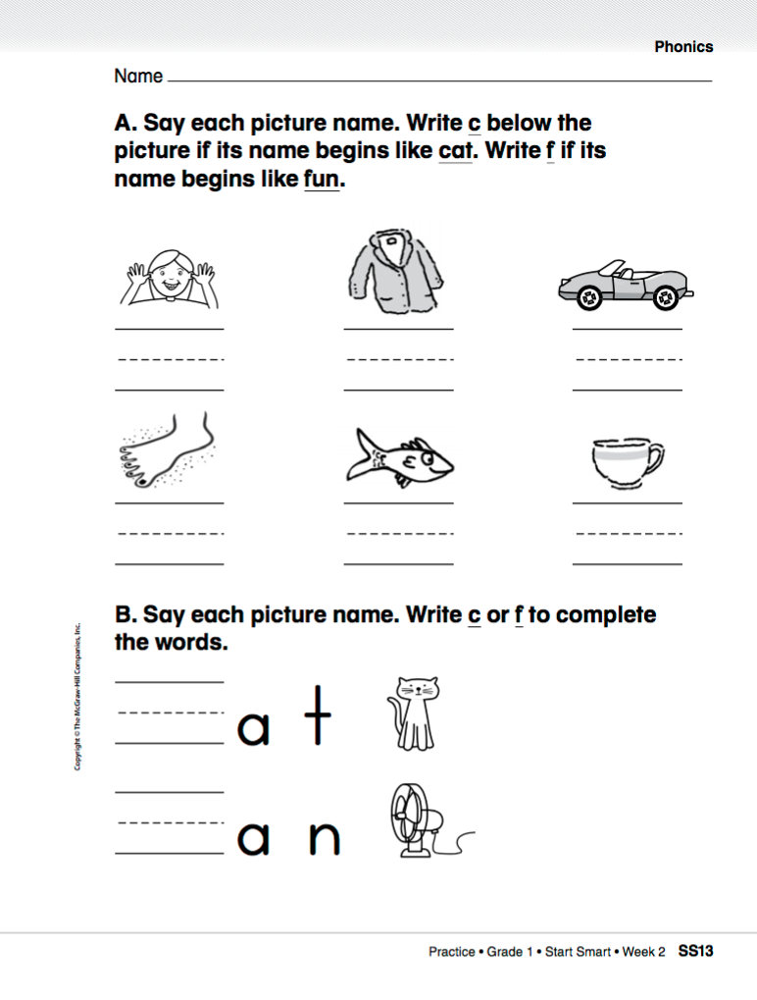 Phonics
Name
A. Say each picture name. Write c below the
picture if its name begins like cat. Write f if its
name begins like fun.
B. Say each picture name. Write c or f to complete
the words.
a t
a n
Copyright © The McGraw-Hill Companies, Inc.
Practice • Grade 1 • Start Smart • Week 2 SS13